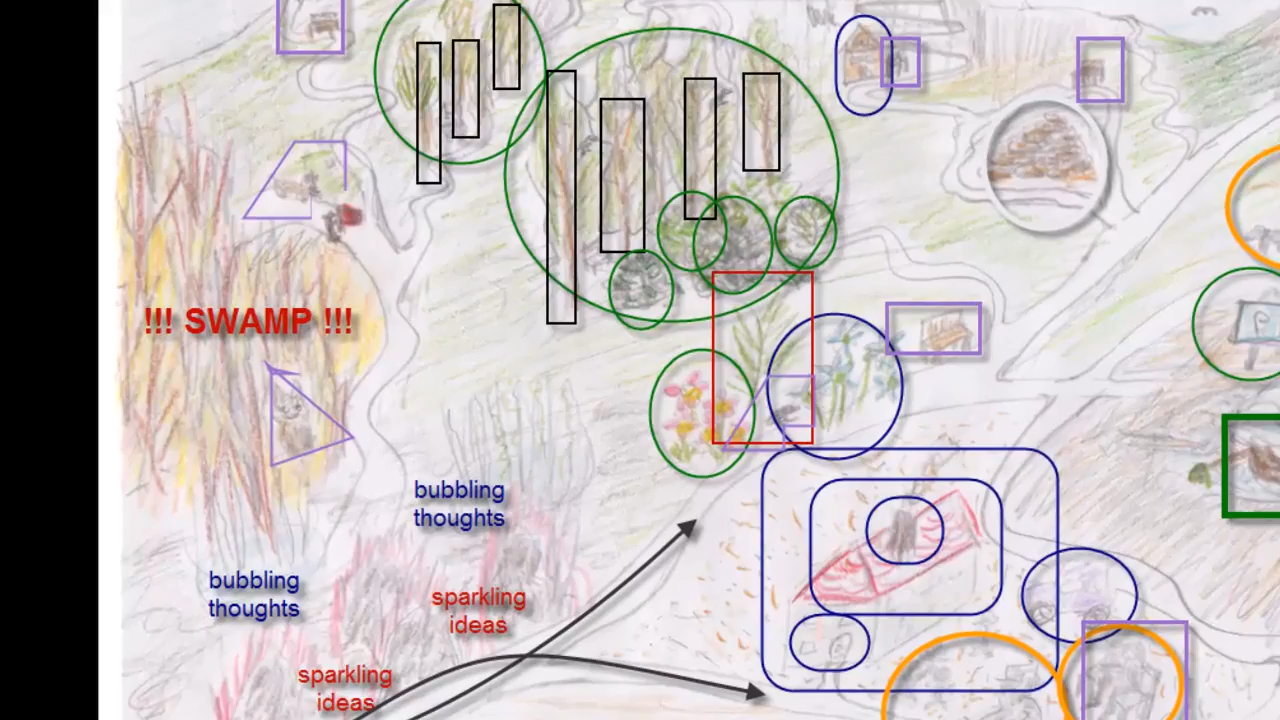 !!! SWAMP !!!
bubbling
thoughts
bubbling
thoughts
sparkling
ideas
sparkling
ideas
P